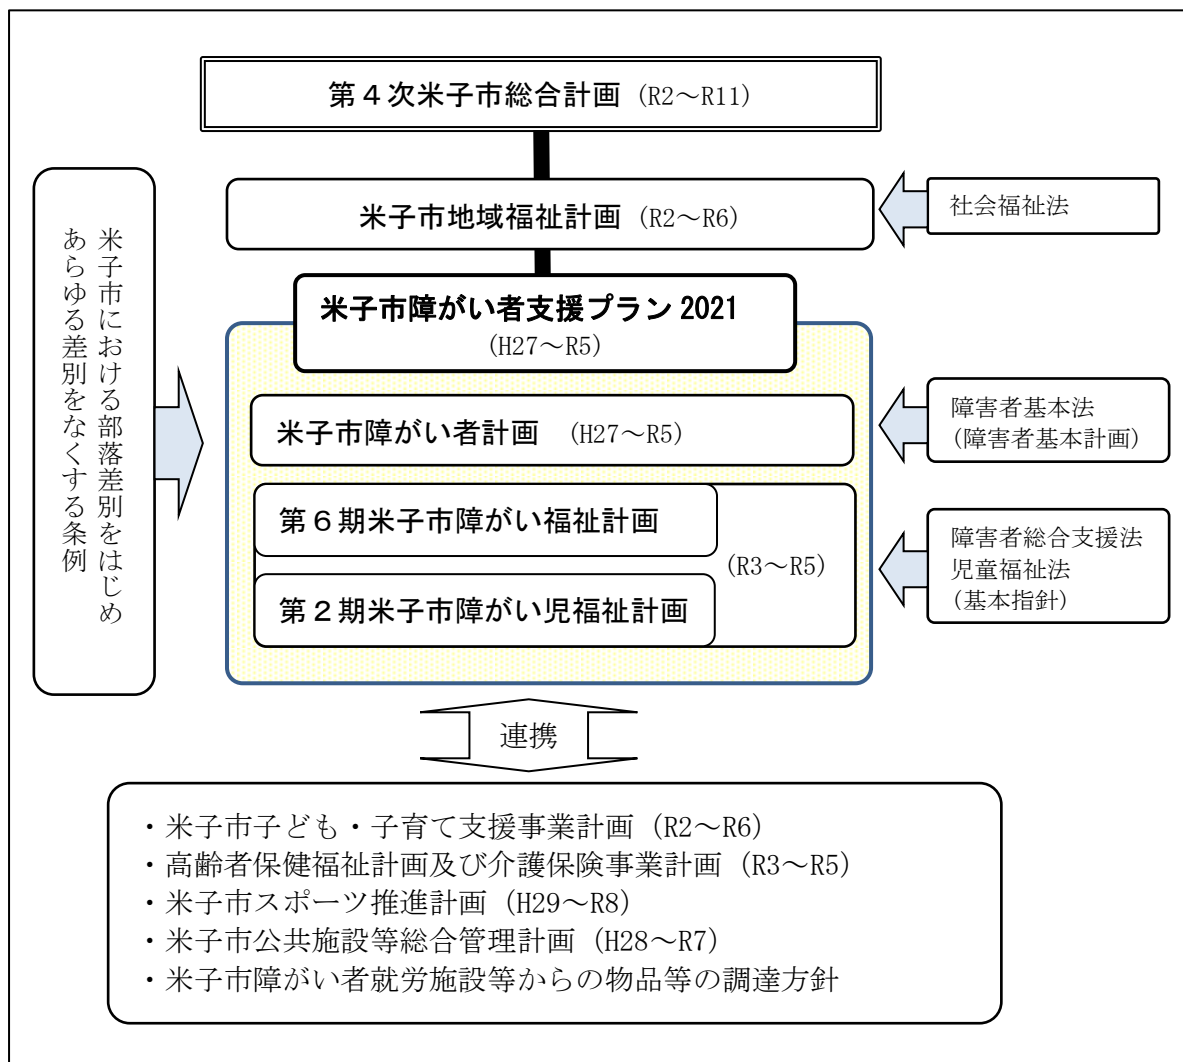 第４次米子市総合計画（R2～R11）
米子市地域福祉計画（R2～R6）
社会福祉法
米子市における部落差別をはじめ
あらゆる差別をなくする条例
米子市障がい者支援プラン 2021
（H27～R5）
米子市障がい者計画　（H27～R5）
障害者基本法
（障害者基本計画）
第６期米子市障がい福祉計画
第２期米子市障がい児福祉計画
（R3～R5）
障害者総合支援法
児童福祉法
（基本指針）
連携
・米子市子ども・子育て支援事業計画（R2～R6）
・高齢者保健福祉計画及び介護保険事業計画（R3～R5）
・米子市スポーツ推進計画（H29～R8）
・米子市公共施設等総合管理計画（H28～R7）
・米子市障がい者就労施設等からの物品等の調達方針